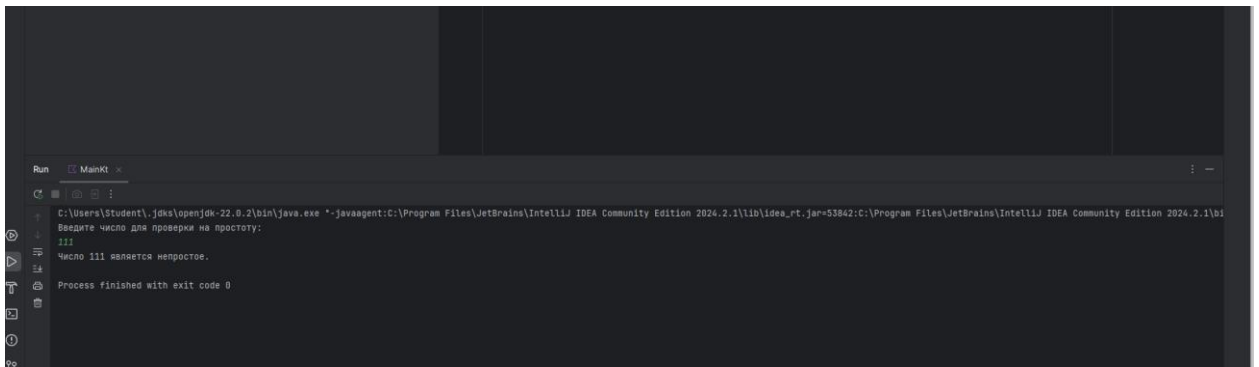 Run MainKt
C:\Users\Student\.jdks\openjdk-22.0.2\bin\java.exe "-javaagent:C:\Program Files\JetBrains\IntelliJ IDEA Community Edition 2024.2.1\lib\idea_rt.jar=53842:C:\Program Files\JetBrains\IntelliJ IDEA Community Edition 2024.2.1\bi
Введите число для проверки на простоту:
111
Число 111 является непростое.
Process finished with exit code 0